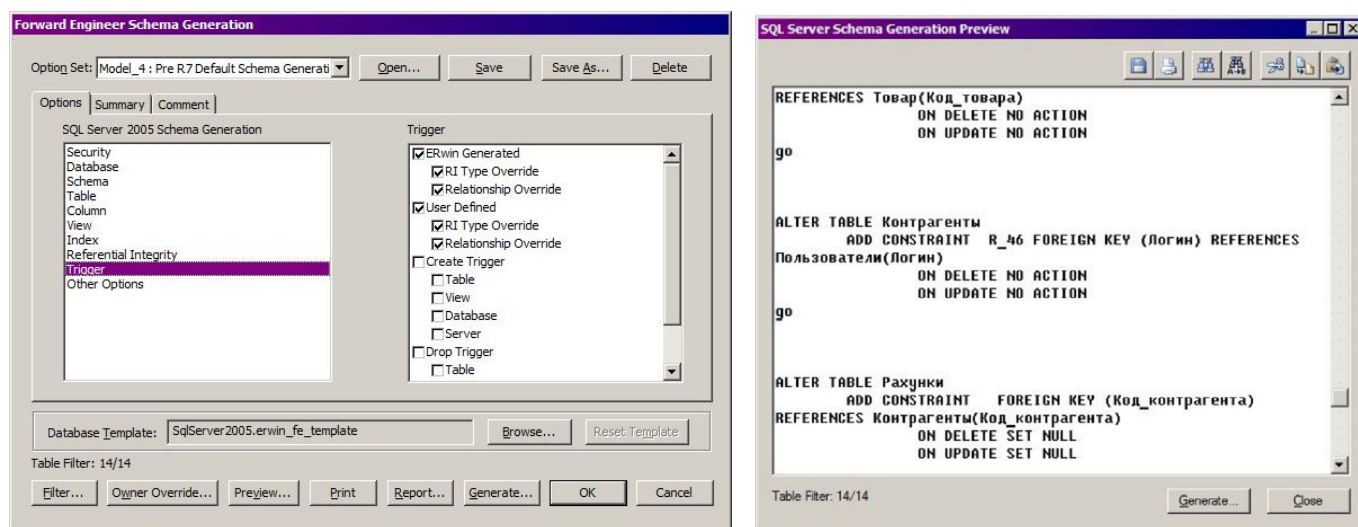 Forward Engineer Schema Generation
Option Set: Model_4 : Pre R7 Default Schema Generati
Open...
Save
Save As...
Delete
Options
Summary
Comment
SQL Server 2005 Schema Generation
Security
Database
Schema
Table
Column
View
Index
Referential Integrity
Trigger
Other Options
Trigger
ERwin Generated
RI Type Override
Relationship Override
User Defined
RI Type Override
Relationship Override
Create Trigger
Table
View
Database
Server
Drop Trigger
Table
Database Template: SqlServer2005.erwin_fe_template
Browse...
Reset Template
Table Filter: 14/14
Filter...
Owner Override...
Preview...
Print
Report...
Generate...
OK
Cancel
SQL Server Schema Generation Preview
REFERENCES Товар(Код_товара)
ON DELETE NO ACTION
ON UPDATE NO ACTION
go
ALTER TABLE Контрагенты
ADD CONSTRAINT R_46 FOREIGN KEY (Логин) REFERENCES
Пользователи(Логин)
ON DELETE NO ACTION
ON UPDATE NO ACTION
go
ALTER TABLE Рахунки
ADD CONSTRAINT FOREIGN KEY (Код_контрагента)
REFERENCES Контрагенты(Код_контрагента)
ON DELETE SET NULL
ON UPDATE SET NULL
Table Filter: 14/14
Generate...
Close